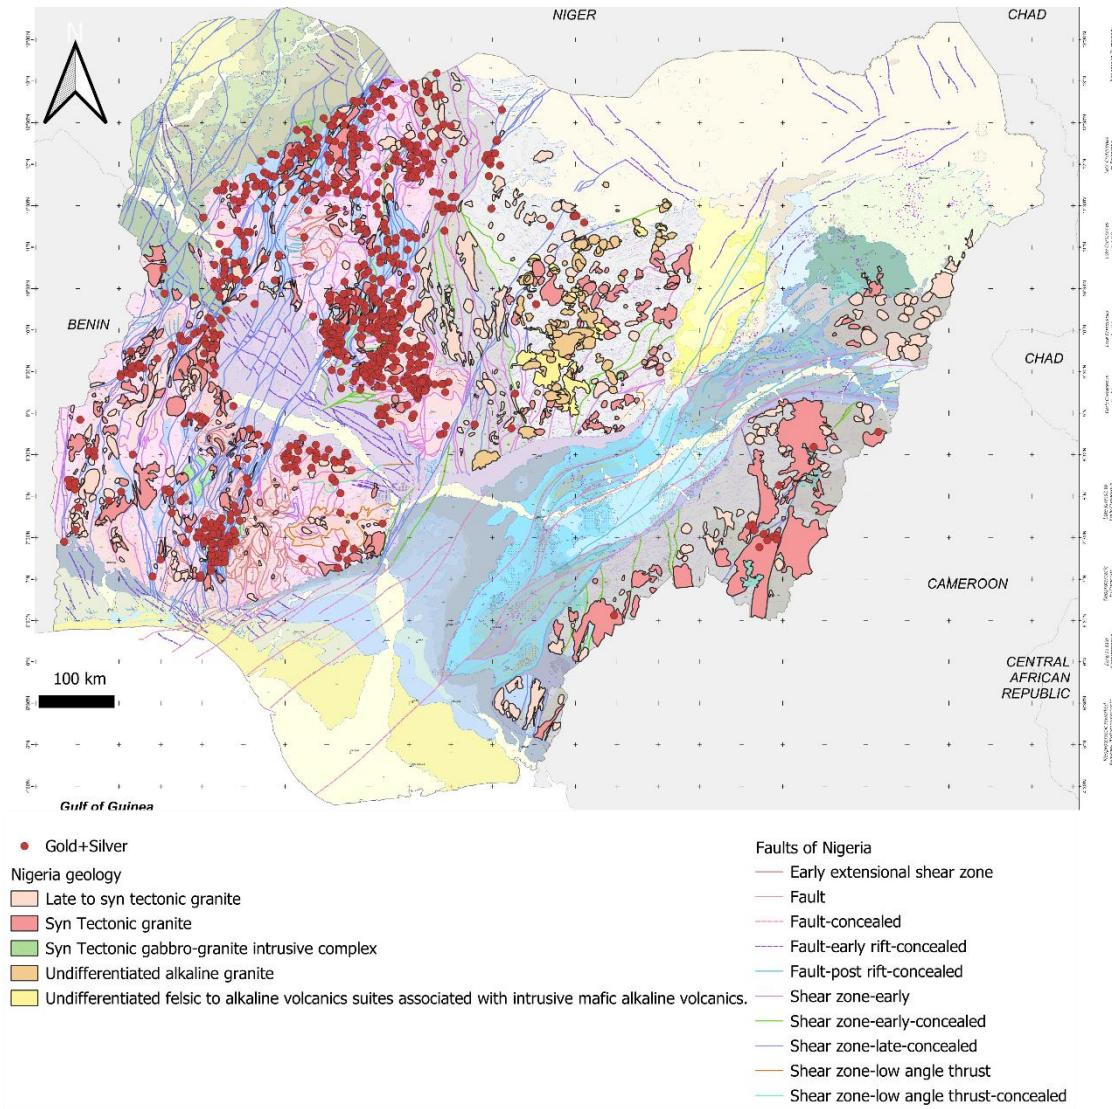 NIGER
CHAD
N
BENIN
CHAD
CAMEROON
100 km
CENTRAL
AFRICAN
REPUBLIC
Gulf of Guinea
Gold+Silver
Nigeria geology
Late to syn tectonic granite
Syn Tectonic granite
Syn Tectonic gabbro-granite intrusive complex
Undifferentiated alkaline granite
Undifferentiated felsic to alkaline volcanics suites associated with intrusive mafic alkaline volcanics.
Faults of Nigeria
Early extensional shear zone
Fault
Fault-concealed
Fault-early rift-concealed
Fault-post rift-concealed
Shear zone-early
Shear zone-early-concealed
Shear zone-late-concealed
Shear zone-low angle thrust
Shear zone-low angle thrust-concealed